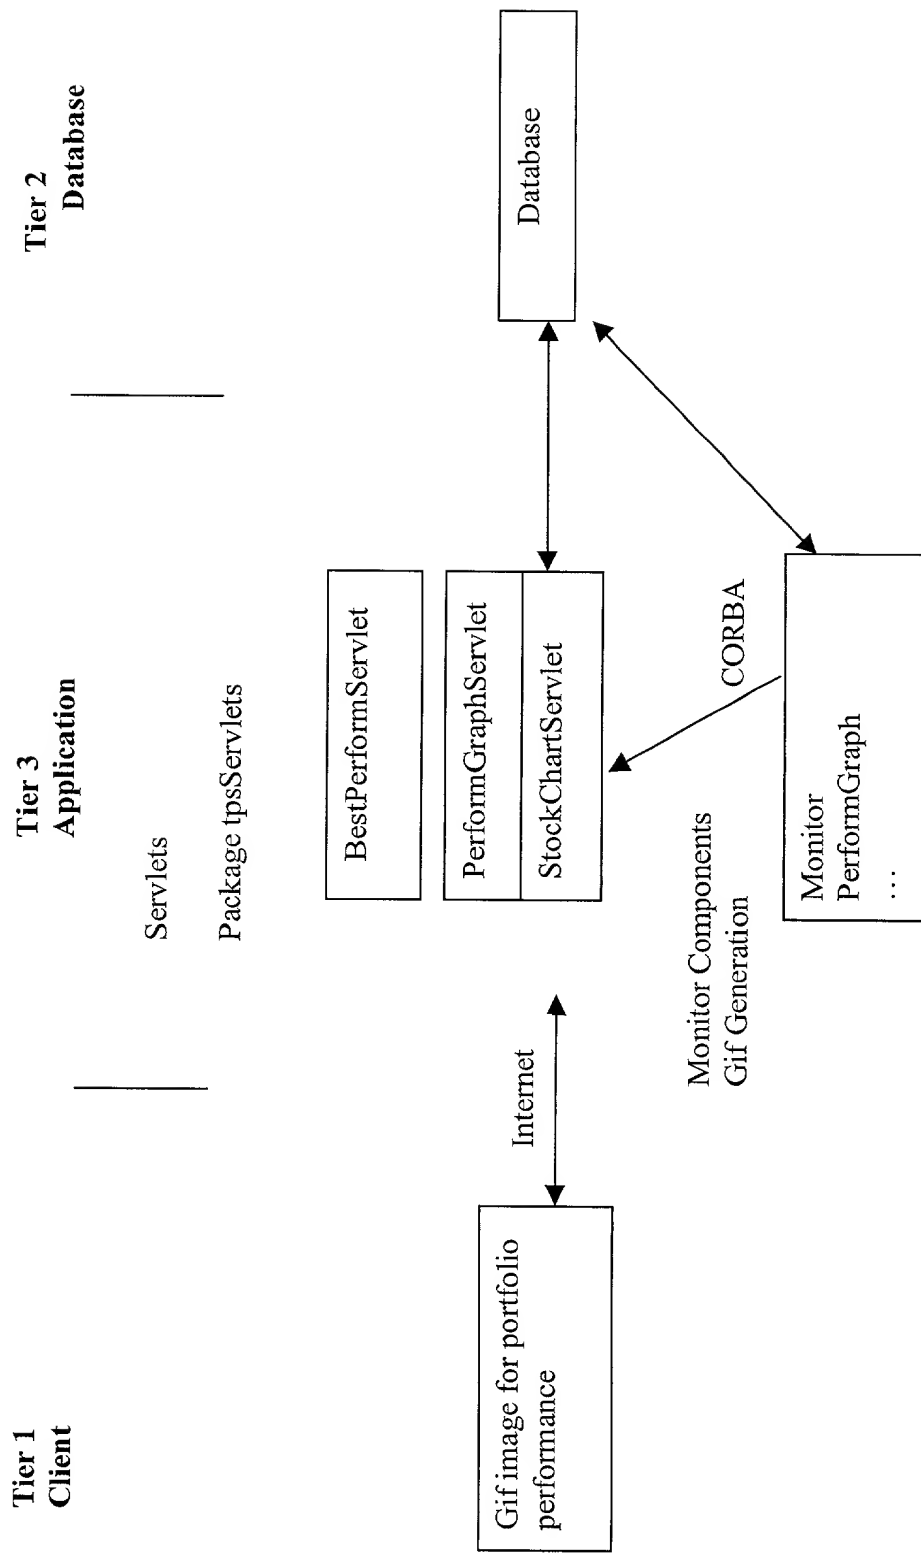 Tier 1
Client
Tier 3
Application
Tier 2
Database
Servlets
Package tpsServlets
BestPerformServlet
PerformGraphServlet
StockChartServlet
Database
Internet
Gif image for portfolio
performance
CORBA
Monitor Components
Gif Generation
Monitor
PerformGraph
…